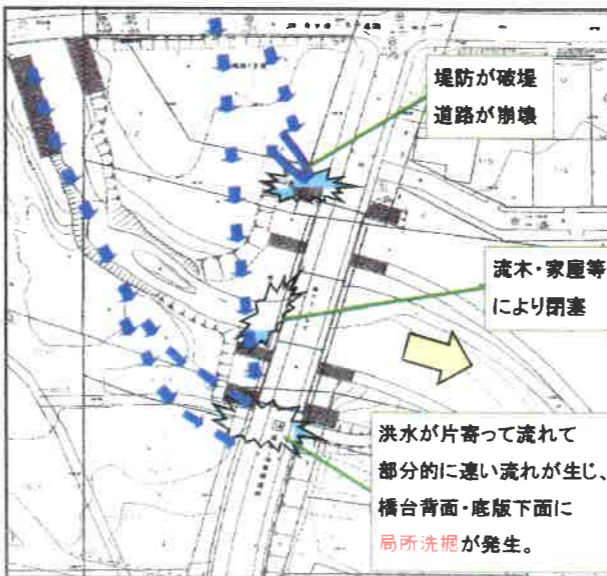 堤防が破堤
道路が崩壊
流木・家屋等
により閉塞
洪水が片寄って流れて
部分的に速い流れが生じ、
橋台背面・底版下面に
局所洗掘が発生。